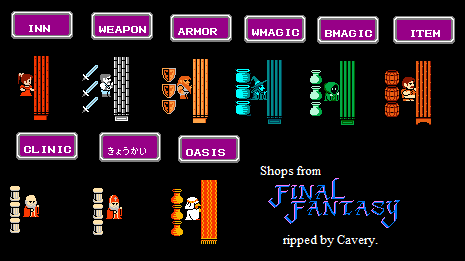 INN
WEAPON
ARMOR
WMAGIC
BMAGIC
ITEM
CLINIC
きょうかい
OASIS
Shops from
FINAL
FANTASY
ripped by Cavery.